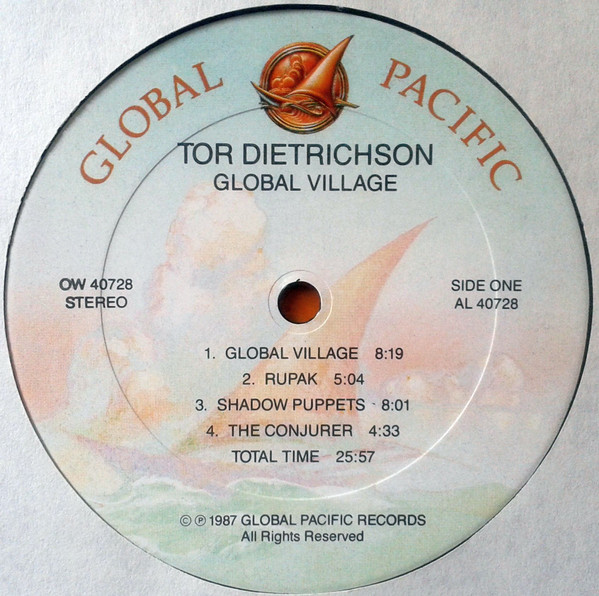 GLOBAL PACIFIC
TOR DIETRICHSON
GLOBAL VILLAGE
OW 40728
STEREO
SIDE ONE
AL 40728
1. GLOBAL VILLAGE 8:19
2. RUPAK 5:04
3. SHADOW PUPPETS 8:01
4. THE CONJURER 4:33
TOTAL TIME 25:57
© ℗ 1987 GLOBAL PACIFIC RECORDS
All Rights Reserved